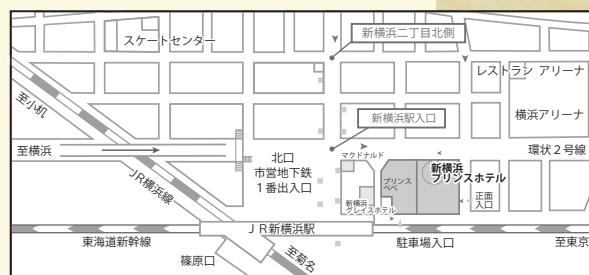 新横浜二丁目北側
スケートセンター
レストラン アリーナ
至小机
新横浜駅入口
横浜アリーナ
至横浜
北口
市営地下鉄
1番出入口
マクドナルド
環状2号線
新横浜
プリンスホテル
プリンス
ペペ
JR横浜線
新横浜
グレイスホテル
正面
入口
JR新横浜駅
東海道新幹線
駐車場入口
至東京
篠原口
至菊名